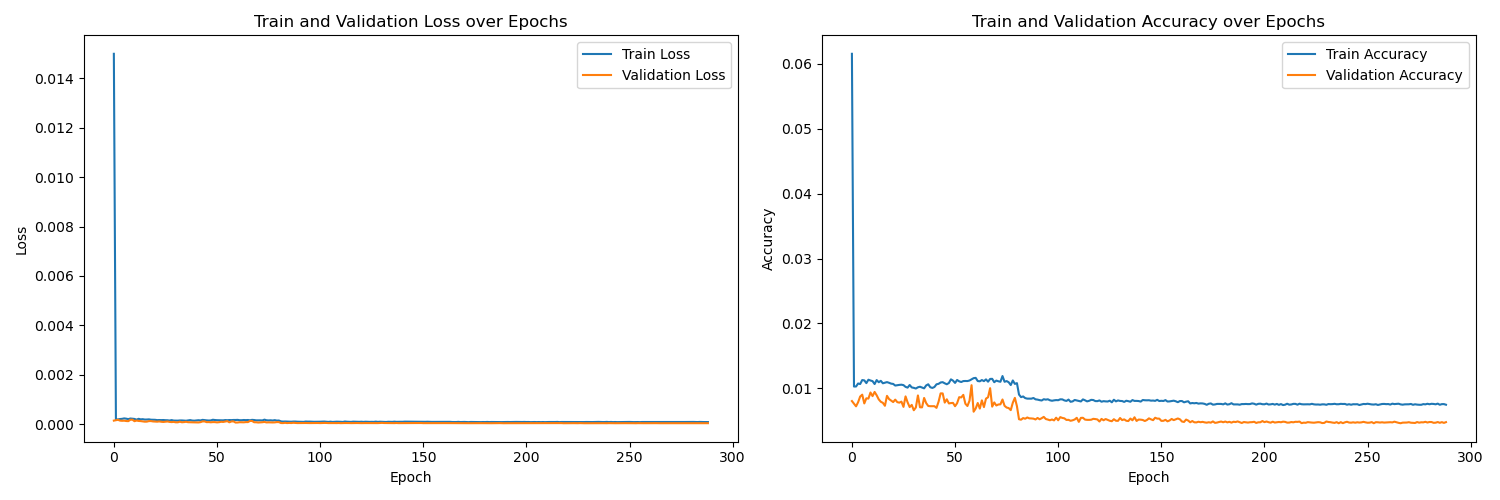 Train and Validation Loss over Epochs
Train Loss
Validation Loss
0.014
0.012
0.010
0.008
0.006
0.004
0.002
0.000
Loss
0
50
100
150
200
250
300
Epoch
Train and Validation Accuracy over Epochs
Train Accuracy
Validation Accuracy
0.06
0.05
0.04
0.03
0.02
0.01
Accuracy
0
50
100
150
200
250
300
Epoch